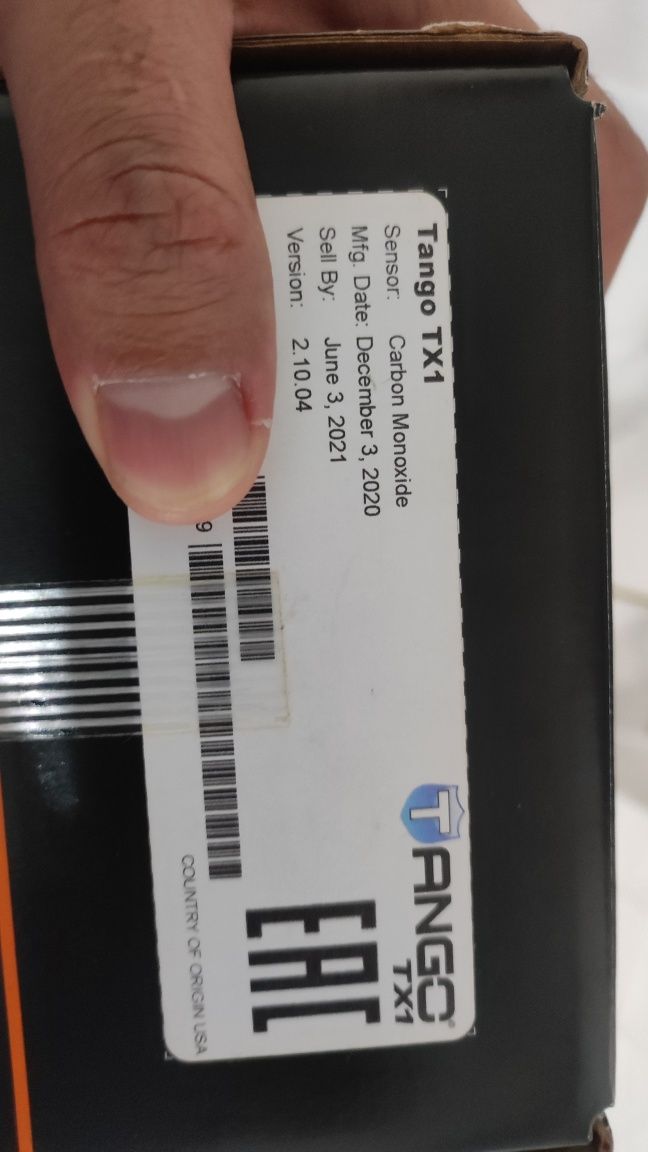 Tango TX1
Sensor: Carbon Monoxide
Mfg. Date: December 3, 2020
Sell By: June 3, 2021
Version: 2.10.04
9
TANGO®
TX1
EAC
COUNTRY OF ORIGIN USA